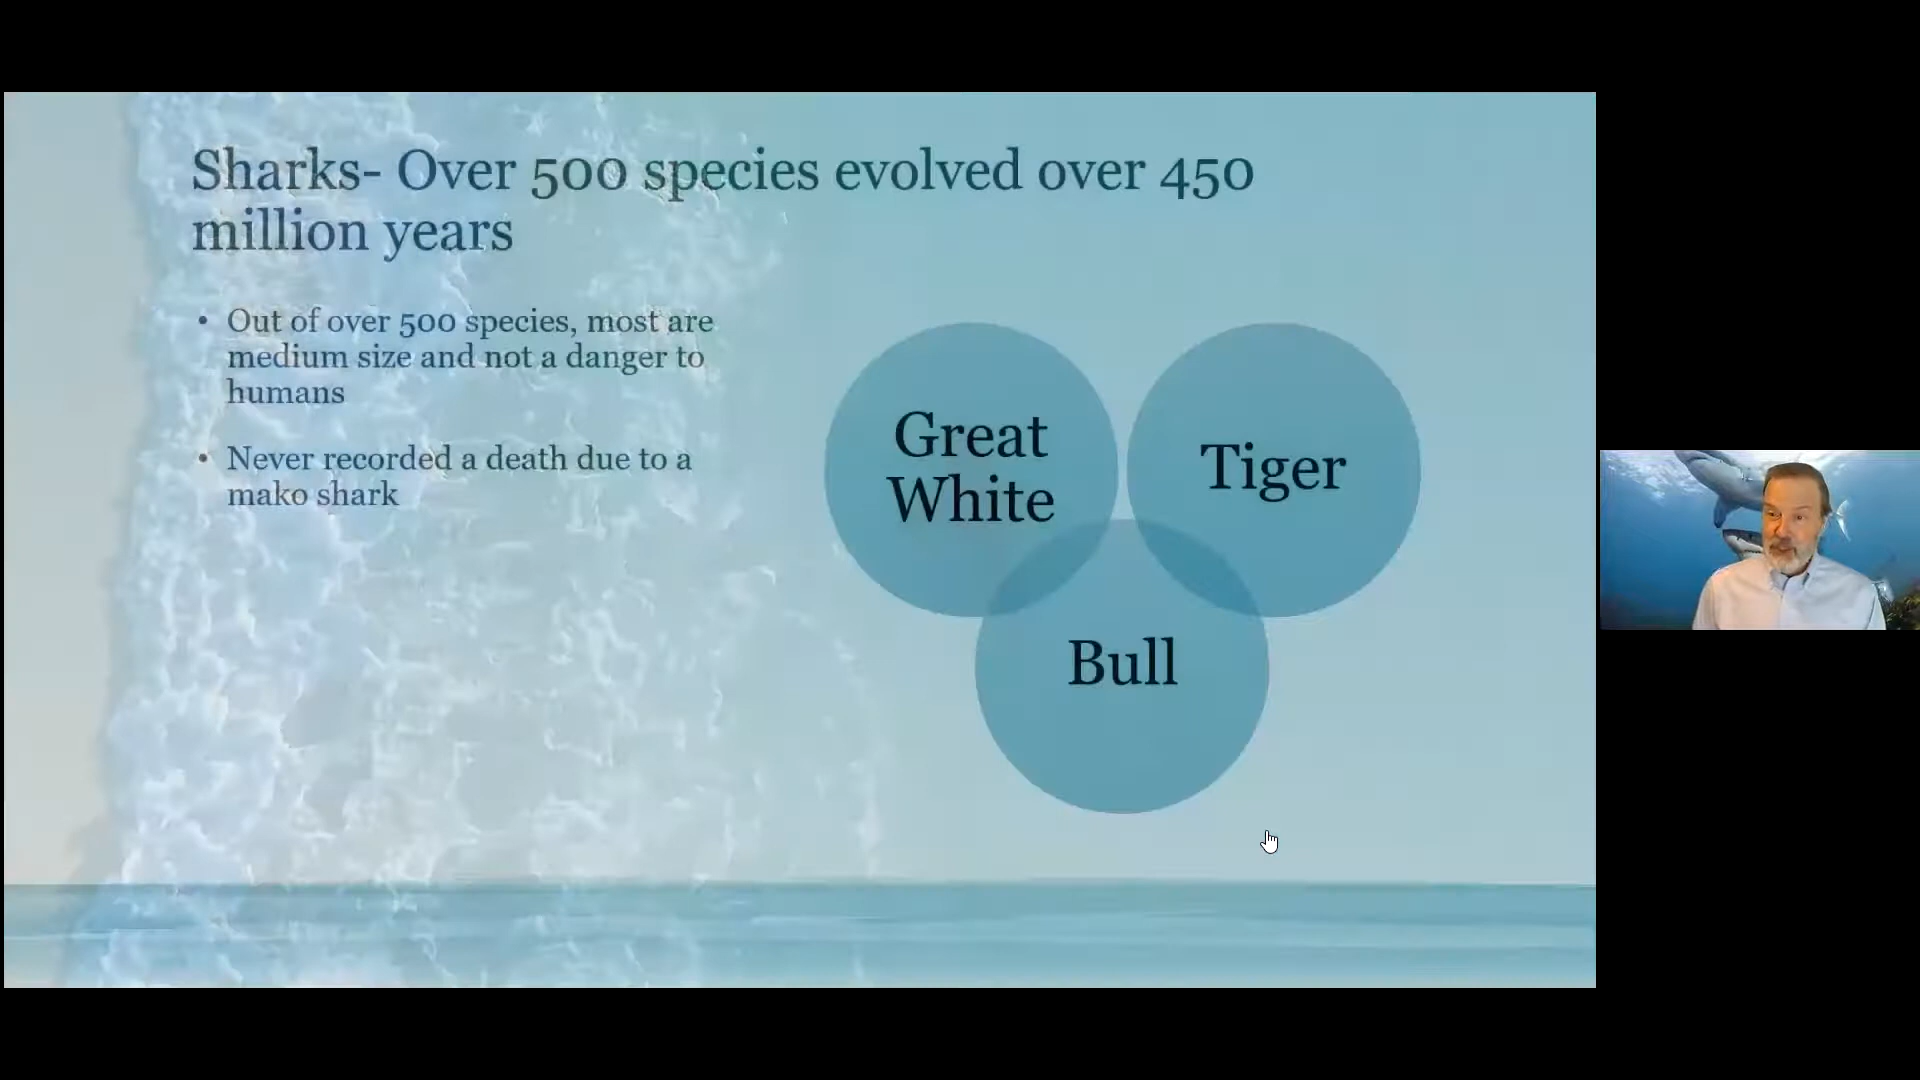 Sharks- Over 500 species evolved over 450
million years
• Out of over 500 species, most are
medium size and not a danger to
humans
• Never recorded a death due to a
mako shark
Great
White
Tiger
Bull